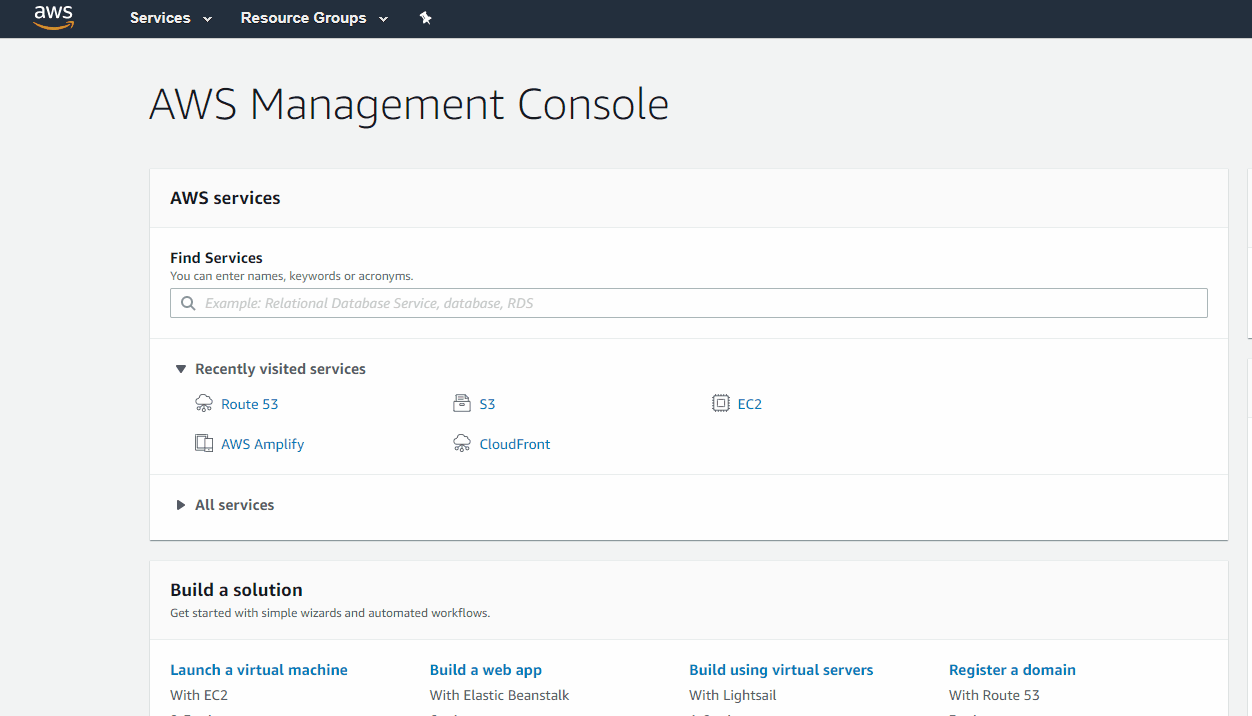 aws Services Resource Groups
AWS Management Console
AWS services
Find Services
You can enter names, keywords or acronyms.
Example: Relational Database Service, database, RDS
Recently visited services
Route 53 S3 EC2
AWS Amplify CloudFront
All services
Build a solution
Get started with simple wizards and automated workflows.
Launch a virtual machine Build a web app Build using virtual servers Register a domain
With EC2 With Elastic Beanstalk With Lightsail With Route 53